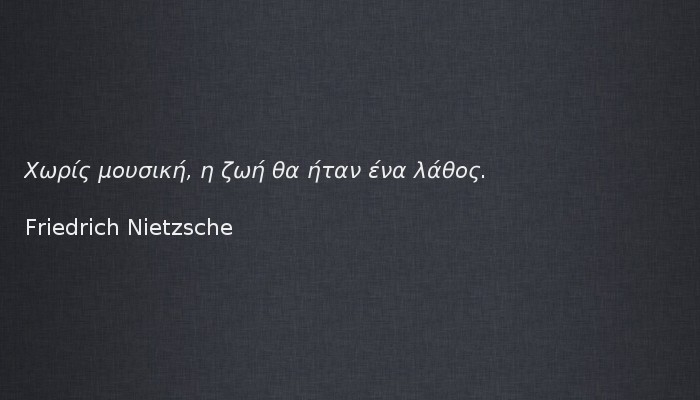 Χωρίς μουσική, η ζωή θα ήταν ένα λάθος.
Friedrich Nietzsche